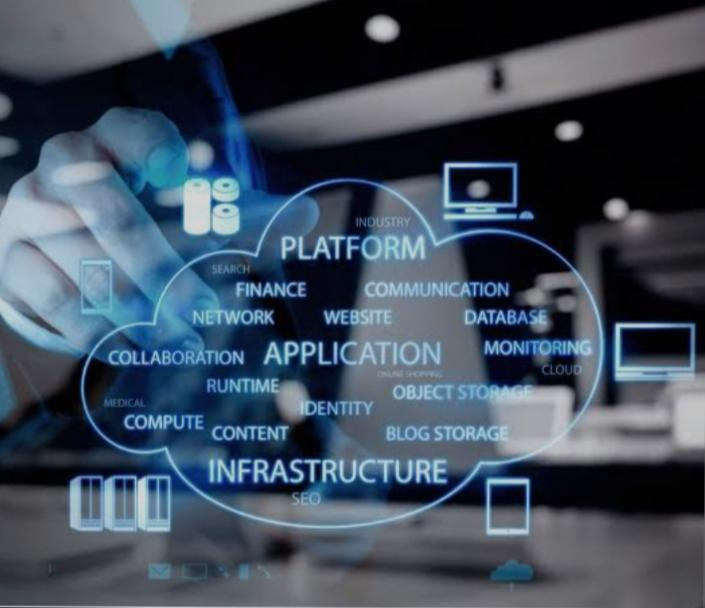 INDUSTRY
PLATFORM
SEARCH
FINANCE COMMUNICATION
NETWORK WEBSITE DATABASE
COLLABORATION APPLICATION MONITORING
CLOUD
ONLINE SHOPPING
RUNTIME OBJECT STORAGE
MEDICAL IDENTITY
COMPUTE CONTENT BLOG STORAGE
INFRASTRUCTURE
SEO